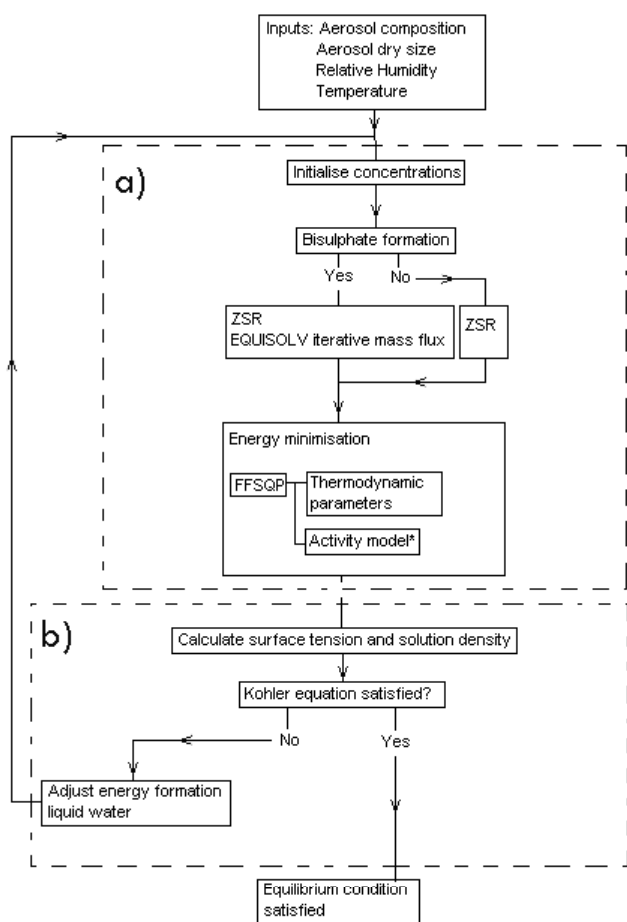 Inputs: Aerosol composition
Aerosol dry size
Relative Humidity
Temperature
a)
Initialise concentrations
Bisulphate formation
Yes
No
ZSR
EQUISOLV iterative mass flux
ZSR
Energy minimisation
FFSQP
Thermodynamic
parameters
Activity model*
b)
Calculate surface tension and solution density
Kohler equation satisfied?
No
Yes
Adjust energy formation
liquid water
Equilibrium condition
satisfied